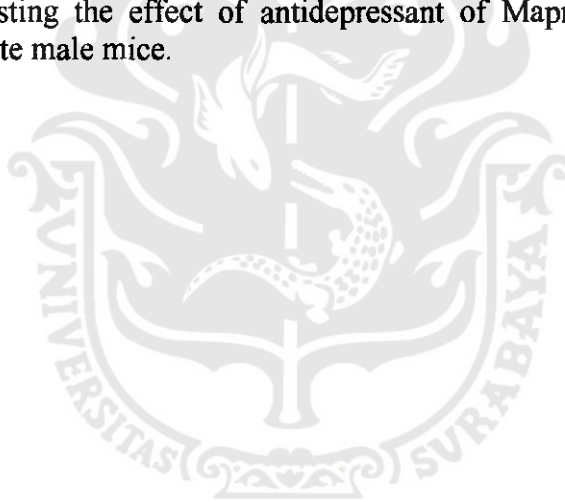 sting the effect of antidepressant of Mapr
te male mice.
UNIVERSITAS SURABAYA